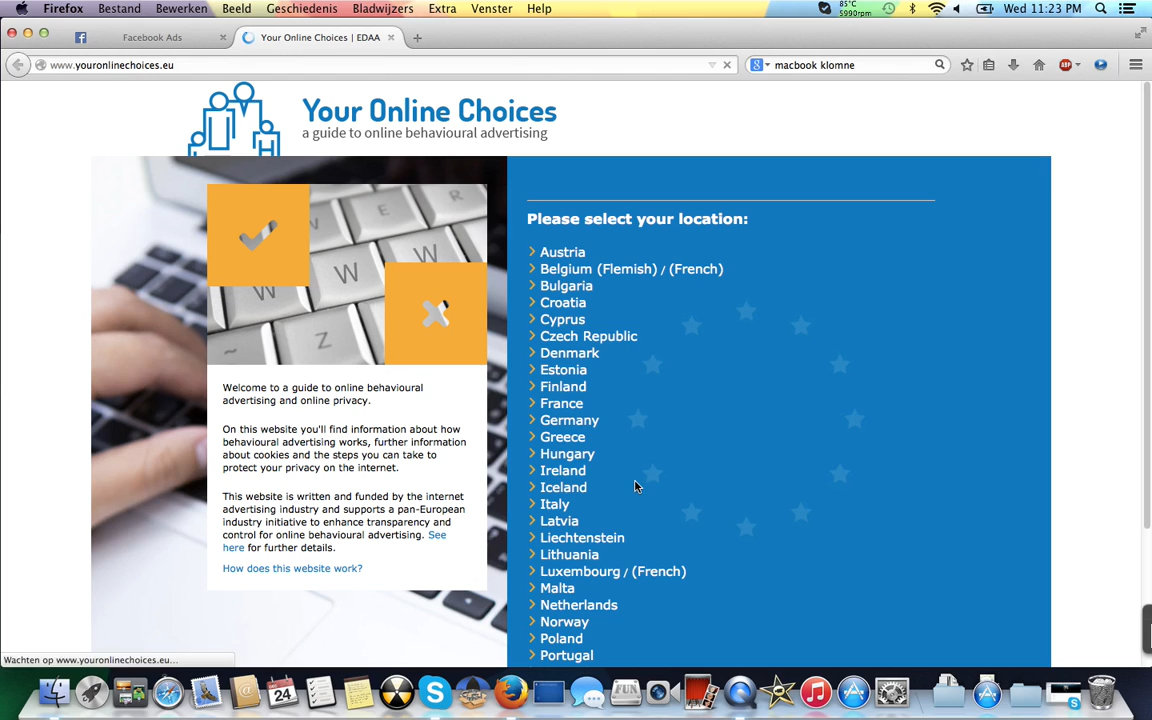 Firefox Bestand Bewerken Beeld Geschiedenis Bladwijzers Extra Venster Help 85°C 5990rpm Wed 11:23 PM
Facebook Ads Your Online Choices | EDAA
www.youronlinechoices.eu macbook klomne ABP
Your Online Choices
a guide to online behavioural advertising
E R
W W W
~ Z
Welcome to a guide to online behavioural
advertising and online privacy.
On this website you'll find information about how
behavioural advertising works, further information
about cookies and the steps you can take to
protect your privacy on the internet.
This website is written and funded by the internet
advertising industry and supports a pan-European
industry initiative to enhance transparency and
control for online behavioural advertising. See
here for further details.
How does this website work?
Please select your location:
Austria
Belgium (Flemish) / (French)
Bulgaria
Croatia
Cyprus
Czech Republic
Denmark
Estonia
Finland
France
Germany
Greece
Hungary
Ireland
Iceland
Italy
Latvia
Liechtenstein
Lithuania
Luxembourg / (French)
Malta
Netherlands
Norway
Poland
Portugal
Wachten op www.youronlinechoices.eu...
24
FUN